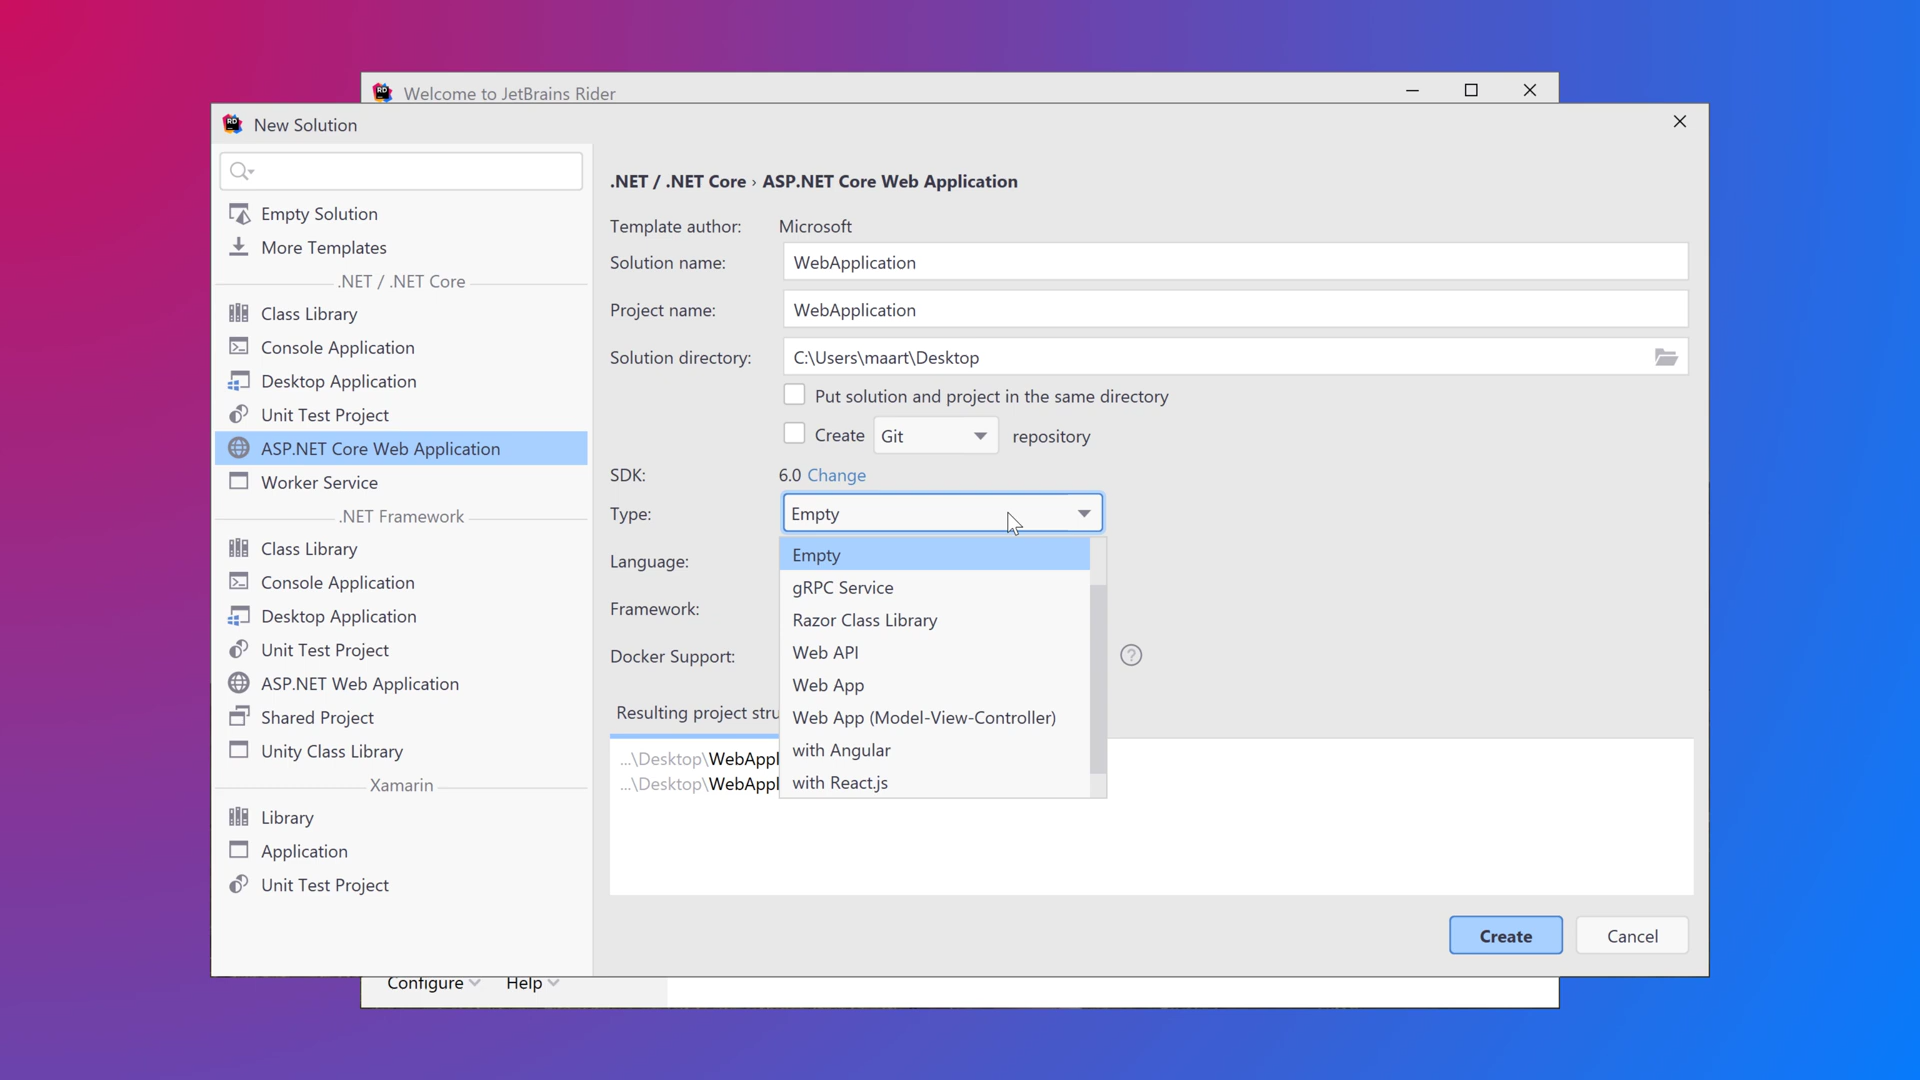 Welcome to JetBrains Rider
New Solution
Empty Solution
More Templates
.NET / .NET Core
Class Library
Console Application
Desktop Application
Unit Test Project
ASP.NET Core Web Application
Worker Service
.NET Framework
Class Library
Console Application
Desktop Application
Unit Test Project
ASP.NET Web Application
Shared Project
Unity Class Library
Xamarin
Library
Application
Unit Test Project
.NET / .NET Core › ASP.NET Core Web Application
Template author: Microsoft
Solution name: WebApplication
Project name: WebApplication
Solution directory: C:\Users\maart\Desktop
Put solution and project in the same directory
Create Git repository
SDK: 6.0 Change
Type: Empty
Language:
Framework:
Docker Support: ?
Empty
gRPC Service
Razor Class Library
Web API
Web App
Web App (Model-View-Controller)
with Angular
with React.js
Resulting project stru
...\Desktop\WebAppl
...\Desktop\WebAppl
Create Cancel
Configure Help
RD
RD